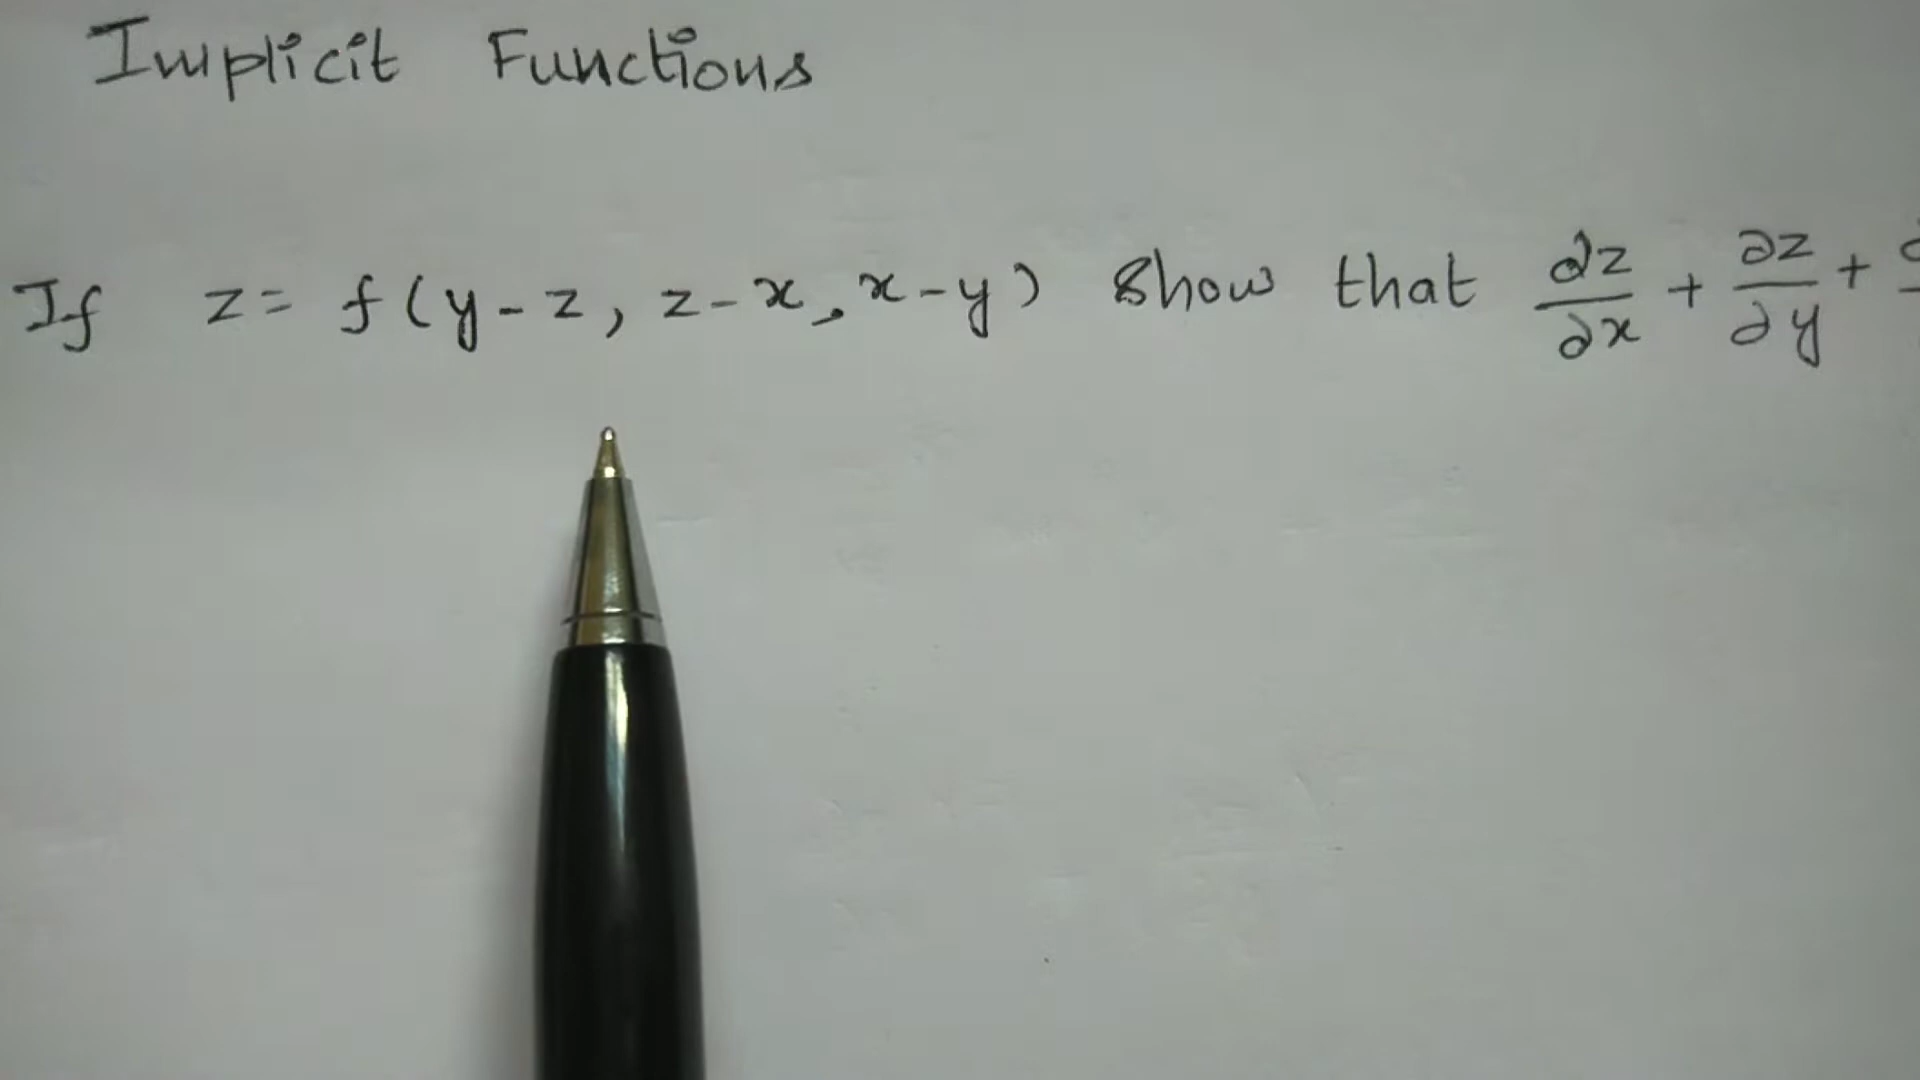 Implicit Functions
If z = f(y-z, z-x, x-y) Show that ∂z/∂x + ∂z/∂y +